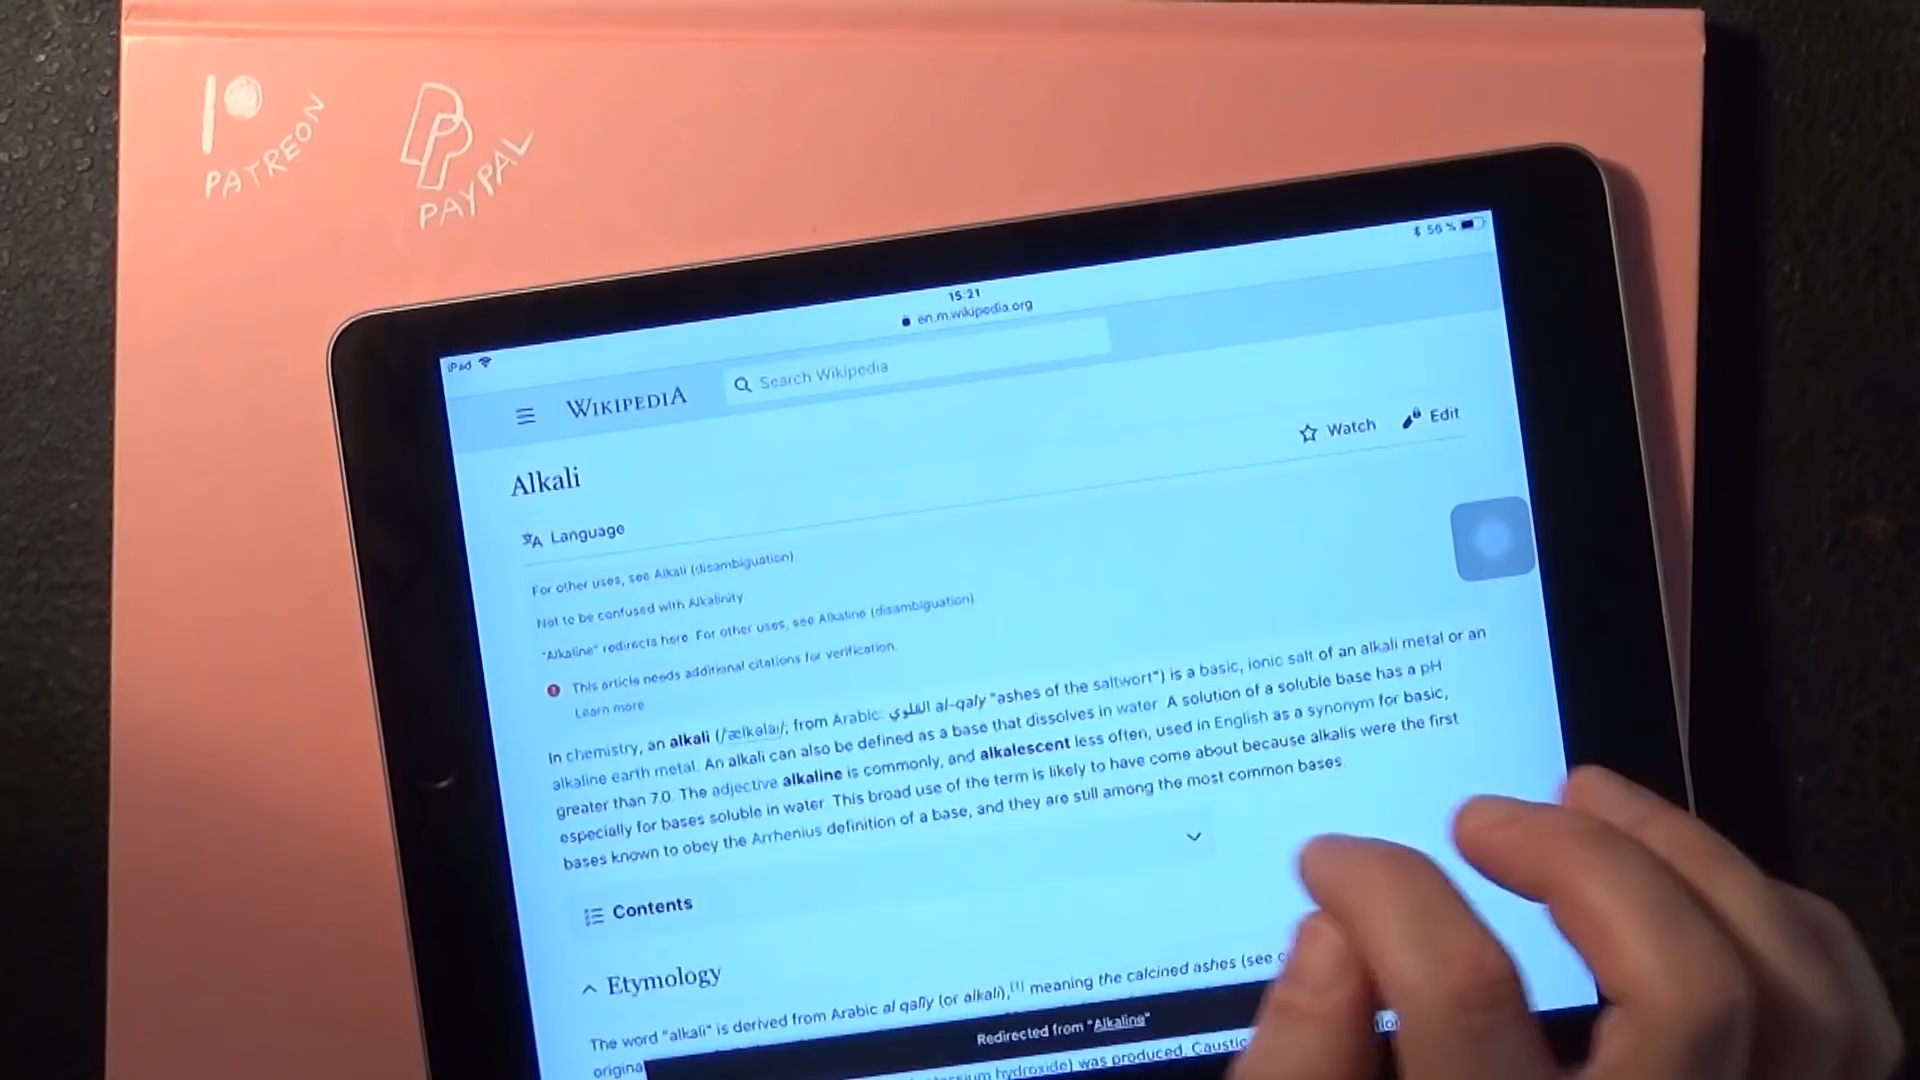 PATREON
PAYPAL
iPad
15:21
56 %
en.m.wikipedia.org
WIKIPEDIA
Search Wikipedia
Alkali
Watch
Edit
Language
For other uses, see Alkali (disambiguation)
Not to be confused with Alkalinity
"Alkaline" redirects here. For other uses, see Alkaline (disambiguation)
This article needs additional citations for verification.
Learn more
In chemistry, an alkali (/ˈælkəlaɪ/; from Arabic: القلوي al-qaly "ashes of the saltwort") is a basic, ionic salt of an alkali metal or an
alkaline earth metal. An alkali can also be defined as a base that dissolves in water. A solution of a soluble base has a pH
greater than 7.0. The adjective alkaline is commonly, and alkalescent less often, used in English as a synonym for basic,
especially for bases soluble in water. This broad use of the term is likely to have come about because alkalis were the first
bases known to obey the Arrhenius definition of a base, and they are still among the most common bases.
Contents
Etymology
The word "alkali" is derived from Arabic al qalīy (or alkali),[1] meaning the calcined ashes (see
origina
Redirected from "Alkaline"
hydroxide) was produced. Caustic